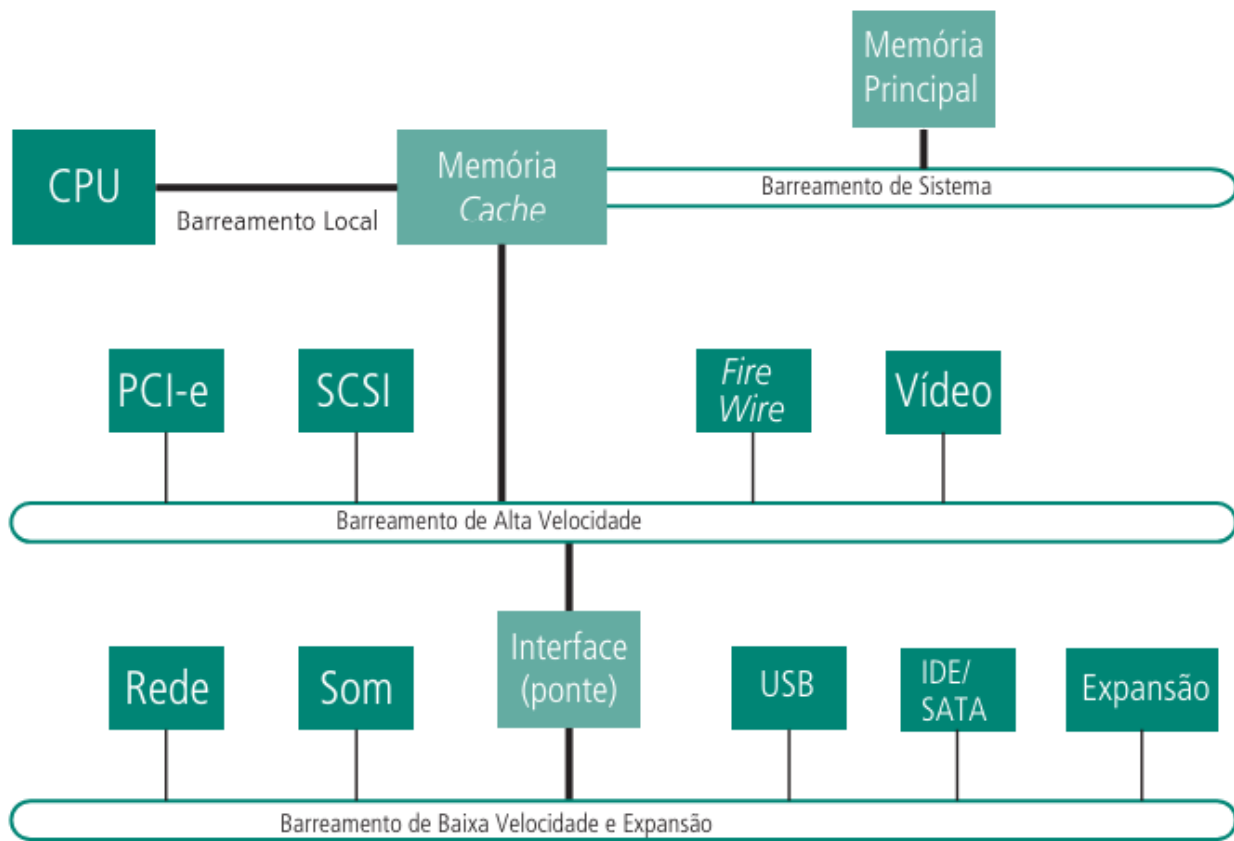 Memória
Principal
CPU
Memória
Cache
Barreamento de Sistema
Barreamento Local
PCI-e
SCSI
Fire
Wire
Vídeo
Barreamento de Alta Velocidade
Rede
Som
Interface
(ponte)
USB
IDE/
SATA
Expansão
Barreamento de Baixa Velocidade e Expansão